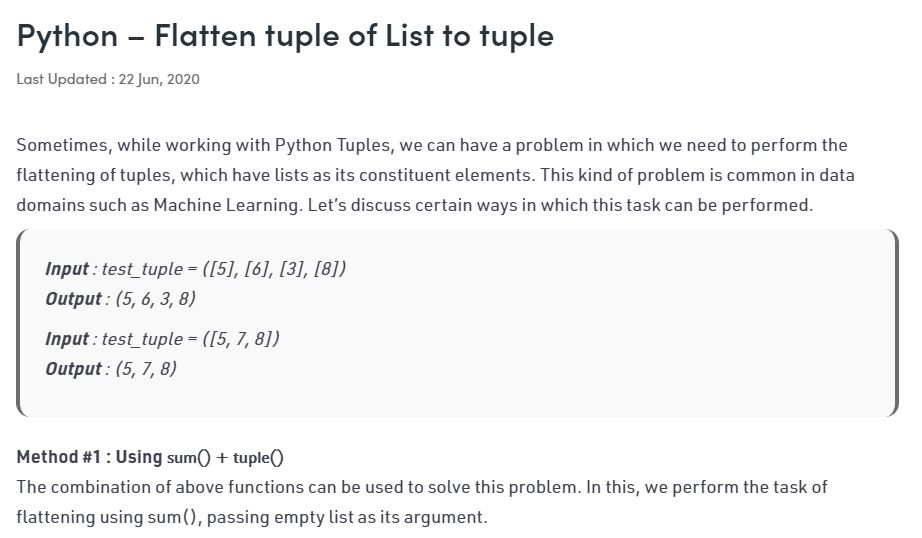 Python – Flatten tuple of List to tuple
Last Updated : 22 Jun, 2020
Sometimes, while working with Python Tuples, we can have a problem in which we need to perform the
flattening of tuples, which have lists as its constituent elements. This kind of problem is common in data
domains such as Machine Learning. Let’s discuss certain ways in which this task can be performed.
Input : test_tuple = ([5], [6], [3], [8])
Output : (5, 6, 3, 8)
Input : test_tuple = ([5, 7, 8])
Output : (5, 7, 8)
Method #1 : Using sum() + tuple()
The combination of above functions can be used to solve this problem. In this, we perform the task of
flattening using sum(), passing empty list as its argument.